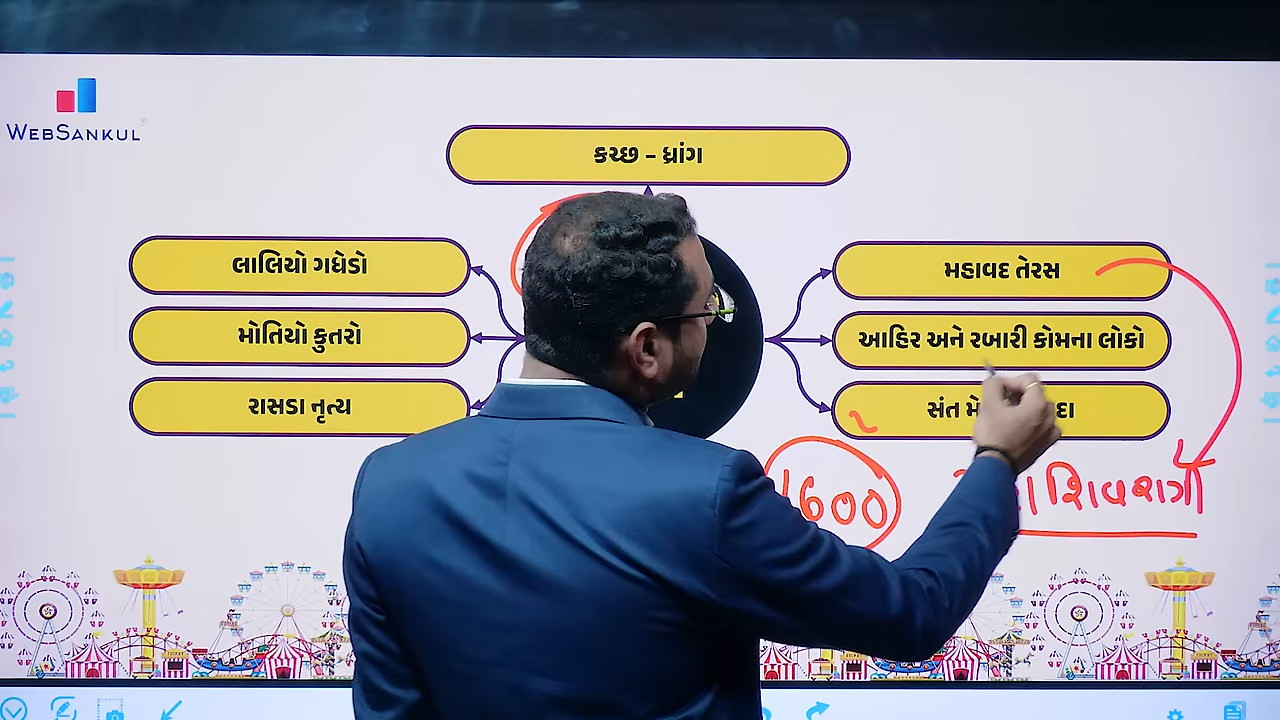 WEBSANKUL
કચ્છ – ધ્રાંગ
લાલિયો ગધેડો
મોતિયો કુતરો
રાસડા નૃત્ય
મહાવદ તેરસ
આહિર અને રબારી કોમના લોકો
સંત
1600
શિવરાત્રી